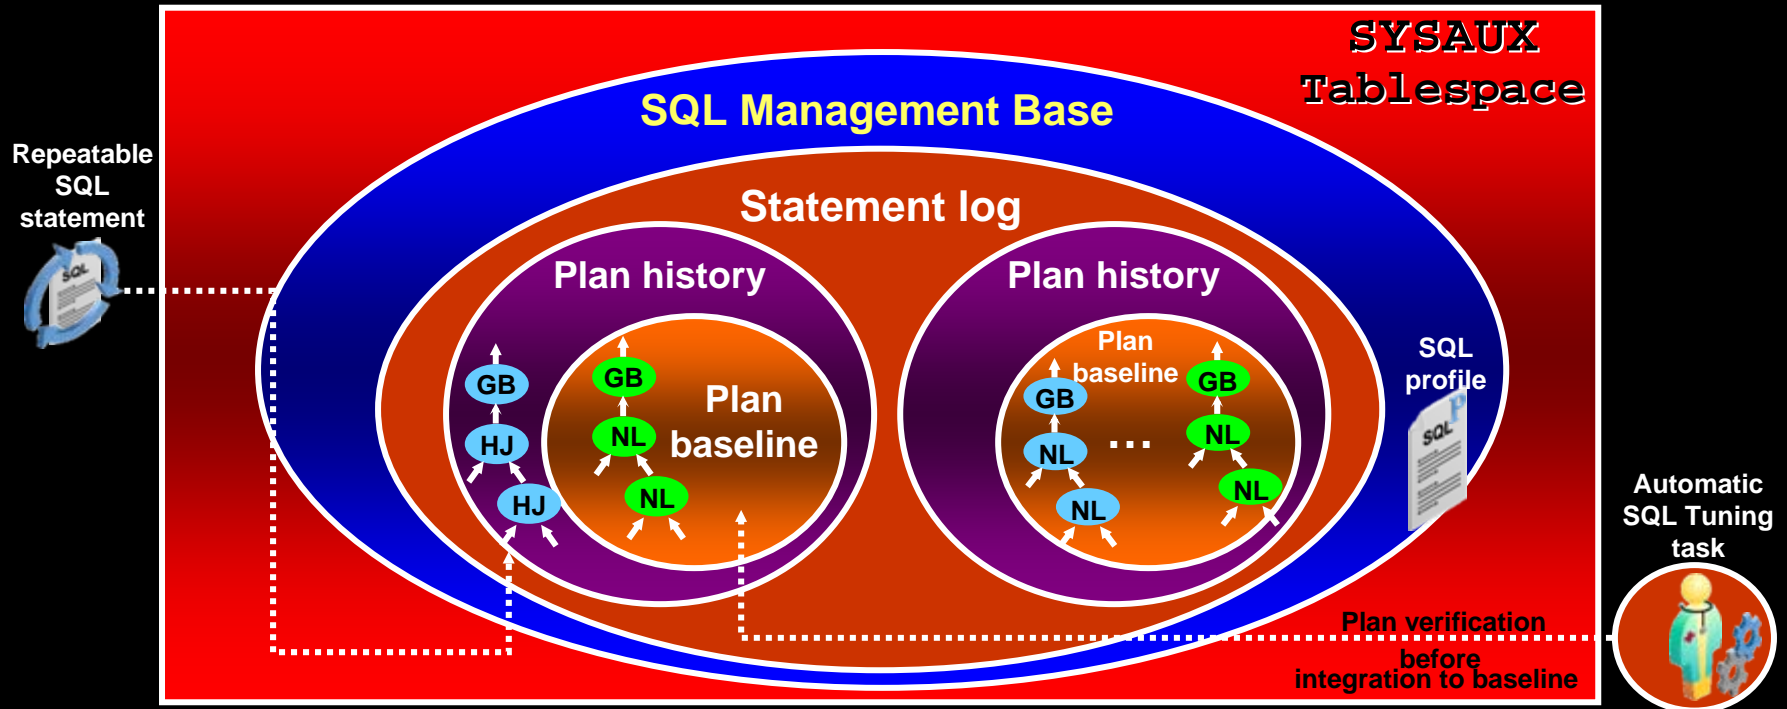 SYSAUX
Tablespace
SQL Management Base
Repeatable
SQL
statement
SQL
Statement log
Plan history
GB
HJ
HJ
GB
NL
NL
Plan
baseline
Plan history
Plan
baseline
GB
NL
NL
...
GB
NL
NL
SQL
profile
P
SQL
Automatic
SQL Tuning
task
Plan verification
before
integration to baseline